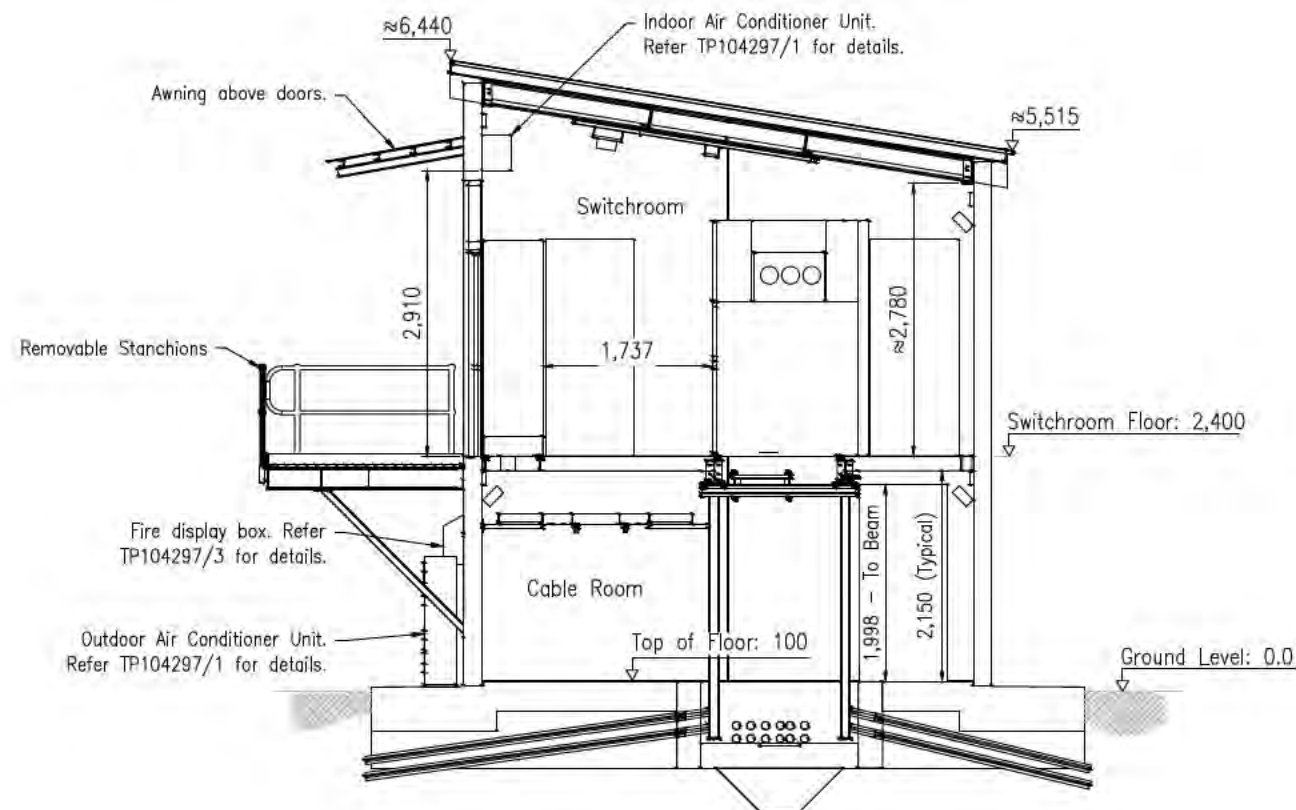 ≈6,440
Indoor Air Conditioner Unit.
Refer TP104297/1 for details.
Awning above doors.
≈5,515
Switchroom
2,910
1,737
≈2,780
Removable Stanchions
Switchroom Floor: 2,400
Fire display box. Refer
TP104297/3 for details.
Cable Room
1,998 – To Beam
2,150 (Typical)
Outdoor Air Conditioner Unit.
Refer TP104297/1 for details.
Top of Floor: 100
Ground Level: 0.0